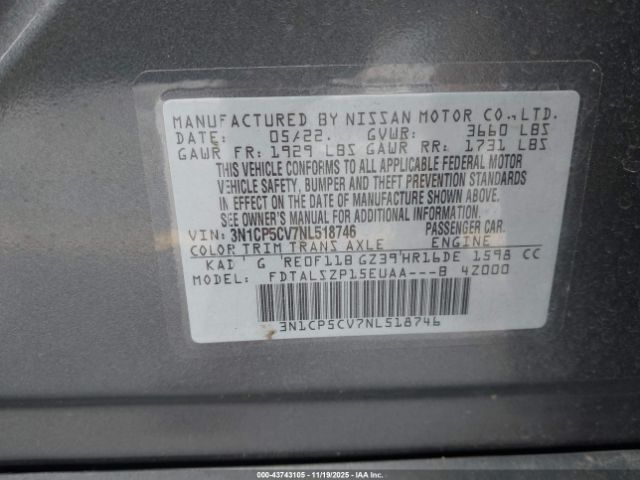 MANUFACTURED BY NISSAN MOTOR CO., LTD.
DATE: 05/22. GVWR: 3660 LBS
GAWR FR: 1929 LBS GAWR RR: 1731 LBS
THIS VEHICLE CONFORMS TO ALL APPLICABLE FEDERAL MOTOR
VEHICLE SAFETY, BUMPER AND THEFT PREVENTION STANDARDS
IN EFFECT ON THE DATE OF MANUFACTURE SHOWN ABOVE.
SEE OWNER'S MANUAL FOR ADDITIONAL INFORMATION.
VIN: 3N1CP5CV7NL518746 PASSENGER CAR.
COLOR TRIM TRANS AXLE ENGINE
KAD G RE0F11B GZ39 HR16DE 1598 CC
MODEL: FDTALSZP15EUAA---B 4Z000
3N1CP5CV7NL518746
000-43743105 - 11/19/2025 - IAAI.COM